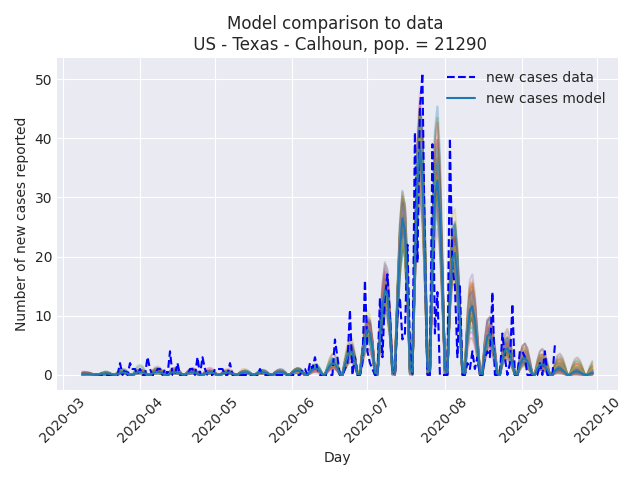 Model comparison to data
US - Texas - Calhoun, pop. = 21290
new cases data
new cases model
Number of new cases reported
50
40
30
20
10
0
2020-03
2020-04
2020-05
2020-06
2020-07
2020-08
2020-09
2020-10
Day